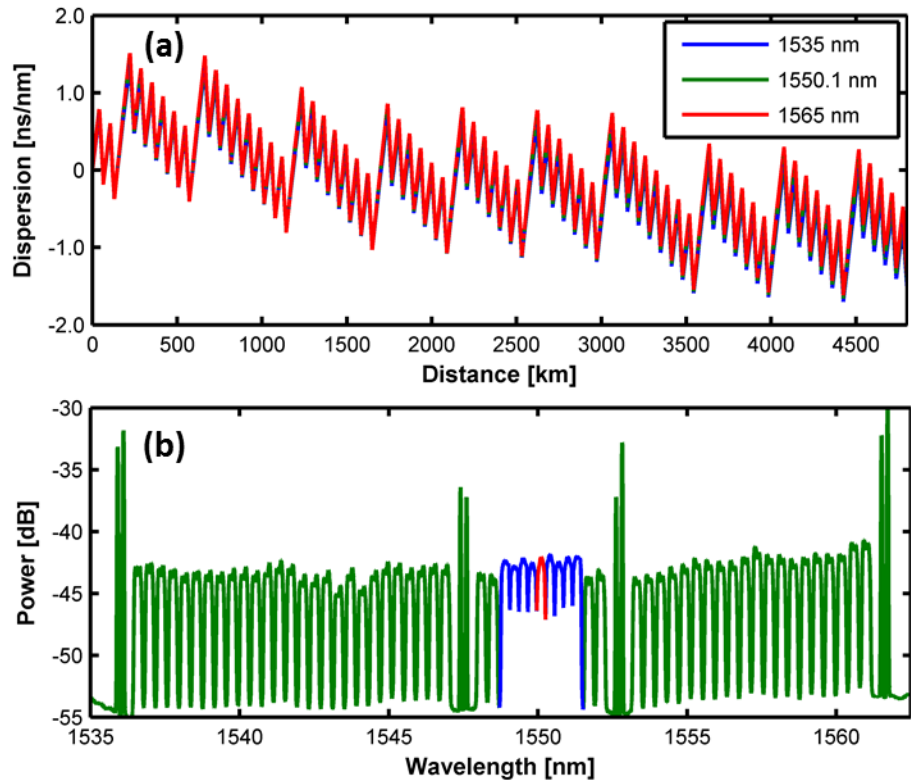 (a)
1535 nm
1550.1 nm
1565 nm
Dispersion [ns/nm]
2.0
1.0
0
-1.0
-2.0
0 500 1000 1500 2000 2500 3000 3500 4000 4500
Distance [km]
(b)
Power [dB]
-30
-35
-40
-45
-50
-55
1535 1540 1545 1550 1555 1560
Wavelength [nm]